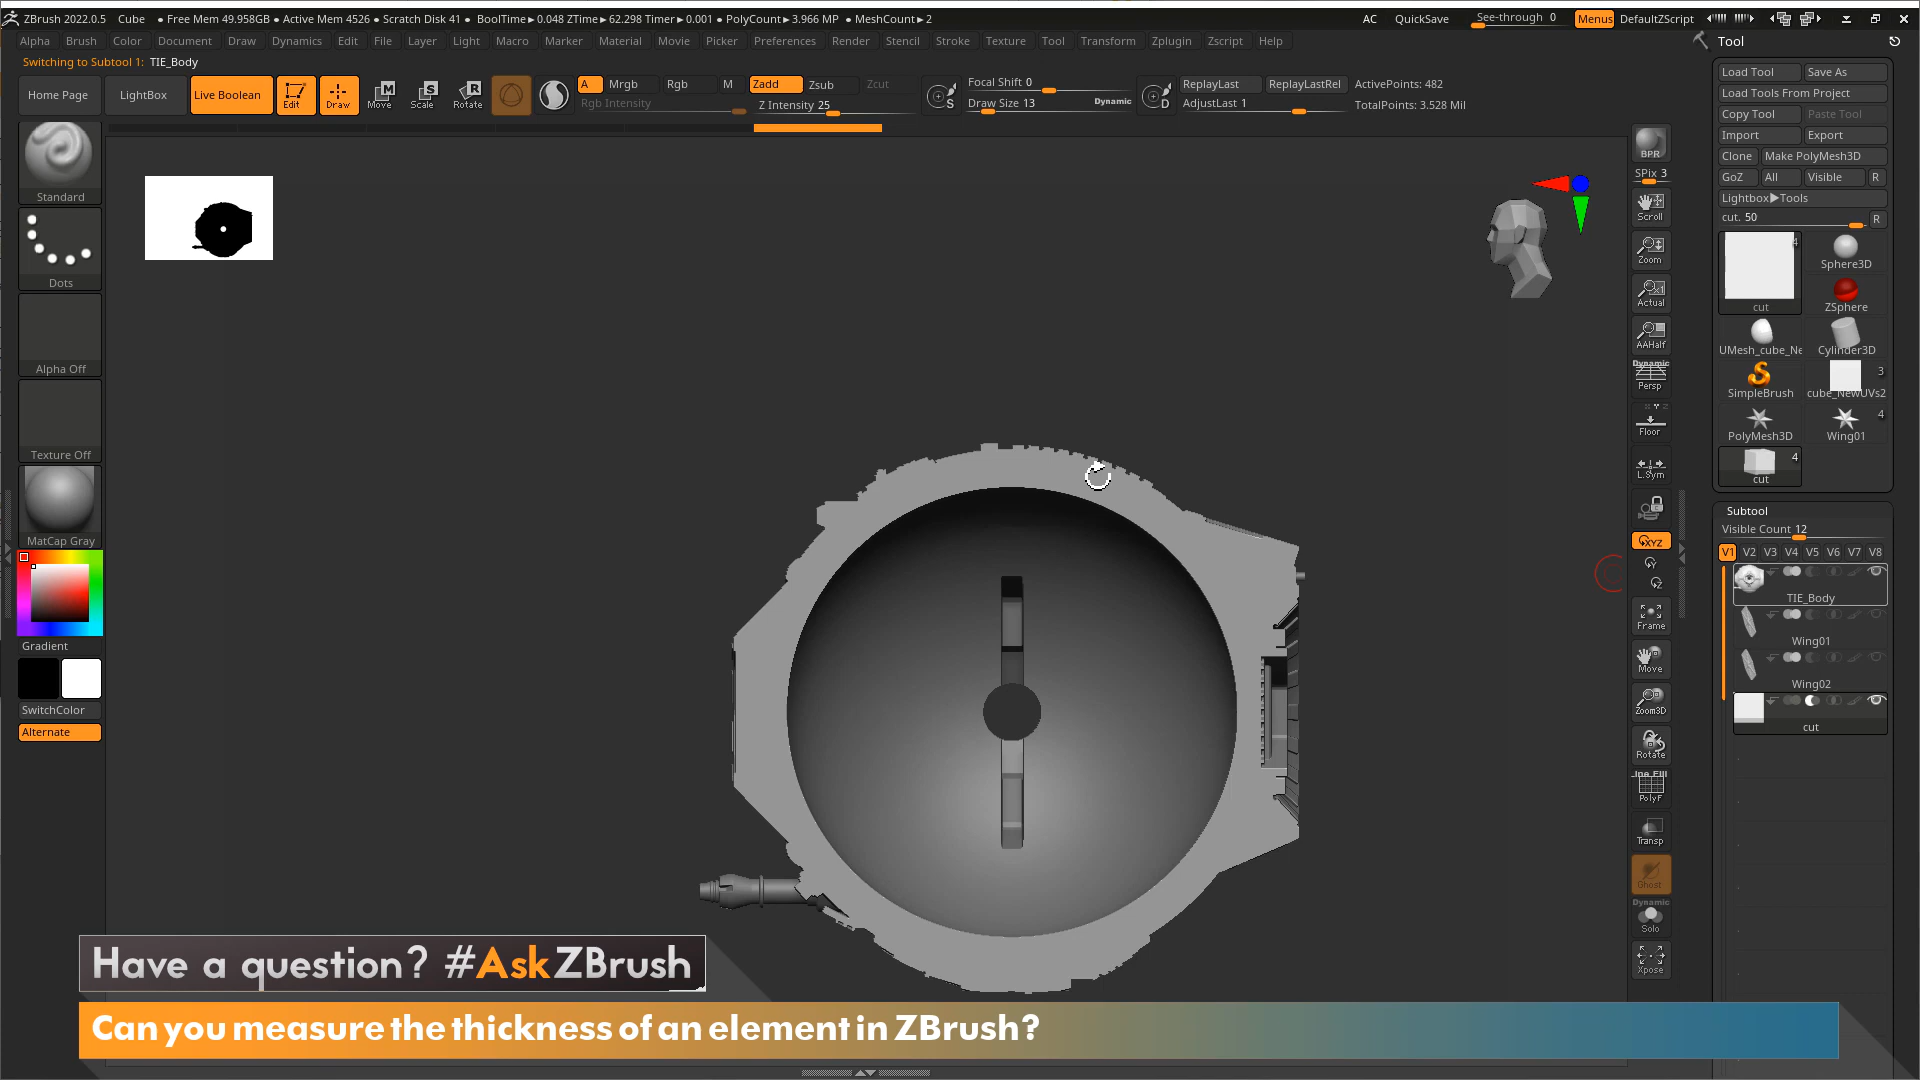 ZBrush 2022.0.5 Cube • Free Mem 49.958GB • Active Mem 4526 • Scratch Disk 41 • BoolTime▸0.048 ZTime▸62.298 Timer▸0.001 • PolyCount▸3.966 MP • MeshCount▸2 AC QuickSave See-through 0 Menus DefaultZScript
Alpha Brush Color Document Draw Dynamics Edit File Layer Light Macro Marker Material Movie Picker Preferences Render Stencil Stroke Texture Tool Transform Zplugin Zscript Help
Switching to Subtool 1: TIE_Body
Home Page LightBox Live Boolean Edit Draw Move Scale Rotate
A Mrgb Rgb M Zadd Zsub Zcut
Rgb Intensity Z Intensity 25
Focal Shift 0
Draw Size 13 Dynamic
S
D
ReplayLast ReplayLastRel ActivePoints: 482
AdjustLast 1 TotalPoints: 3.528 Mil
Standard
Dots
Alpha Off
Texture Off
MatCap Gray
Gradient
SwitchColor
Alternate
BPR
SPix 3
Scroll
Zoom
Actual
AAHalf
Dynamic
Persp
Floor
L.Sym
XYZ
Y
Z
Frame
Move
Zoom3D
Rotate
Line Fill
PolyF
Transp
Ghost
Dynamic
Solo
Xpose
Tool
Load Tool Save As
Load Tools From Project
Copy Tool Paste Tool
Import Export
Clone Make PolyMesh3D
GoZ All Visible R
Lightbox▶Tools
cut. 50 R
4
cut
Sphere3D
ZSphere
UMesh_cube_Ne Cylinder3D
3
SimpleBrush cube_NewUVs2
4
PolyMesh3D Wing01
4
cut
Subtool
Visible Count 12
V1 V2 V3 V4 V5 V6 V7 V8
TIE_Body
Wing01
Wing02
cut
Have a question? #AskZBrush
Can you measure the thickness of an element in ZBrush?